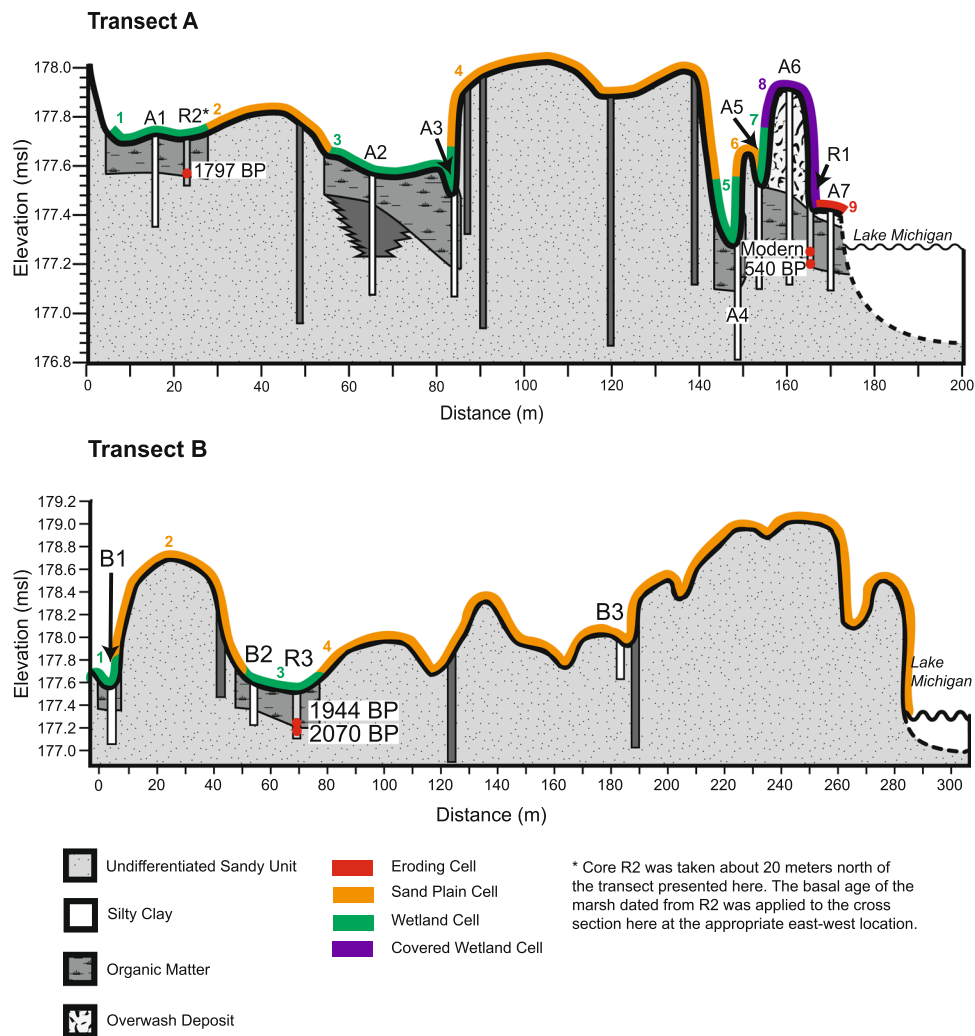 Transect A
Elevation (msl)
178.0
177.8
177.6
177.4
177.2
177.0
176.8
1
A1
R2*
2
1797 BP
3
A2
A3
4
5
A5
6
7
8
A6
R1
A7
9
Lake Michigan
Modern
540 BP
A4
0 20 40 60 80 100 120 140 160 180 200
Distance (m)
Transect B
Elevation (msl)
179.2
179.0
178.8
178.6
178.4
178.2
178.0
177.8
177.6
177.4
177.2
177.0
B1
1
2
B2
R3
3
4
1944 BP
2070 BP
B3
Lake
Michigan
0 20 40 60 80 100 120 140 160 180 200 220 240 260 280 300
Distance (m)
Undifferentiated Sandy Unit
Silty Clay
Organic Matter
Overwash Deposit
Eroding Cell
Sand Plain Cell
Wetland Cell
Covered Wetland Cell
* Core R2 was taken about 20 meters north of
the transect presented here. The basal age of the
marsh dated from R2 was applied to the cross
section here at the appropriate east-west location.